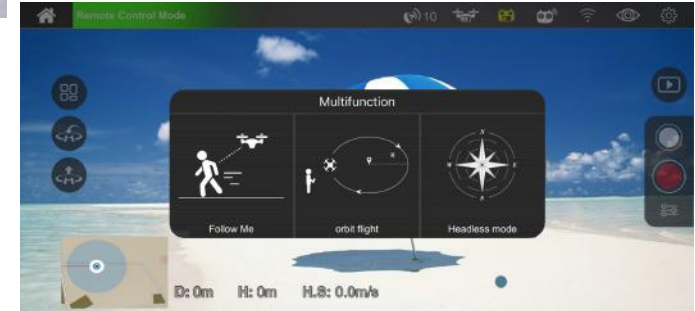 Remote Control Mode
10
Multifunction
R
N
S
Follow Me
orbit flight
Headless mode
D: 0m H: 0m H.S: 0.0m/s